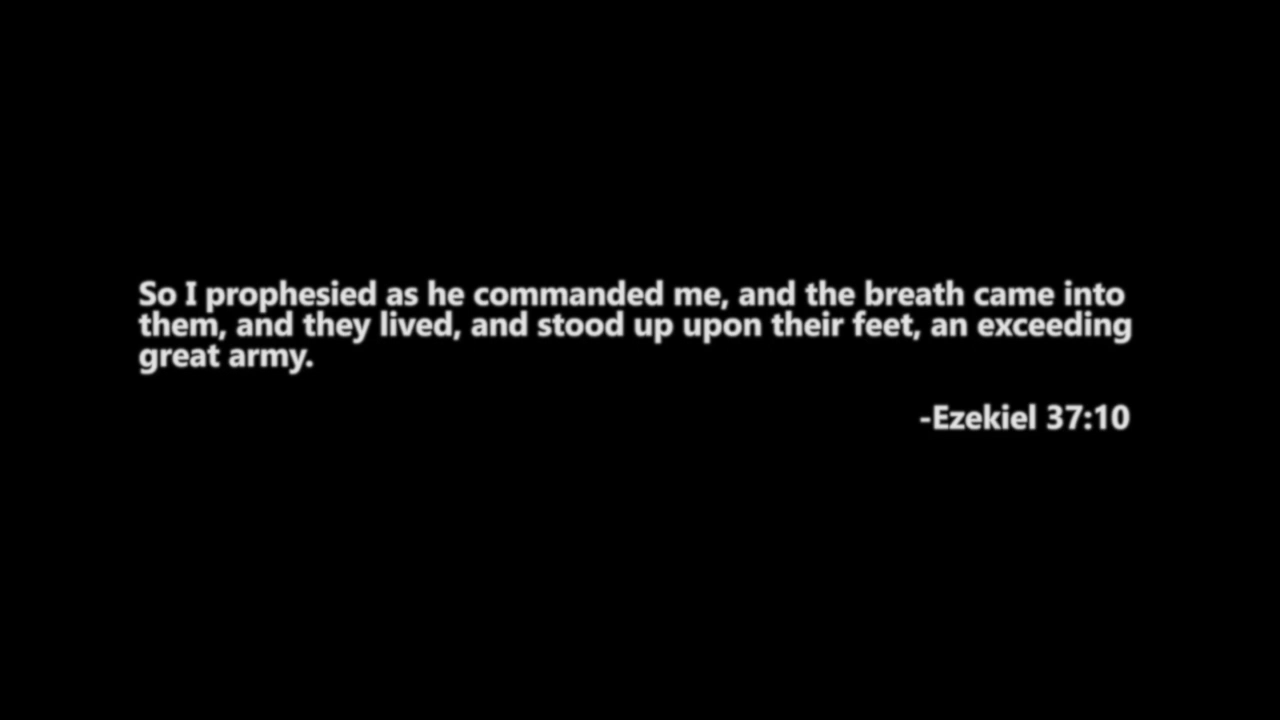 So I prophesied as he commanded me, and the breath came into
them, and they lived, and stood up upon their feet, an exceeding
great army.
-Ezekiel 37:10